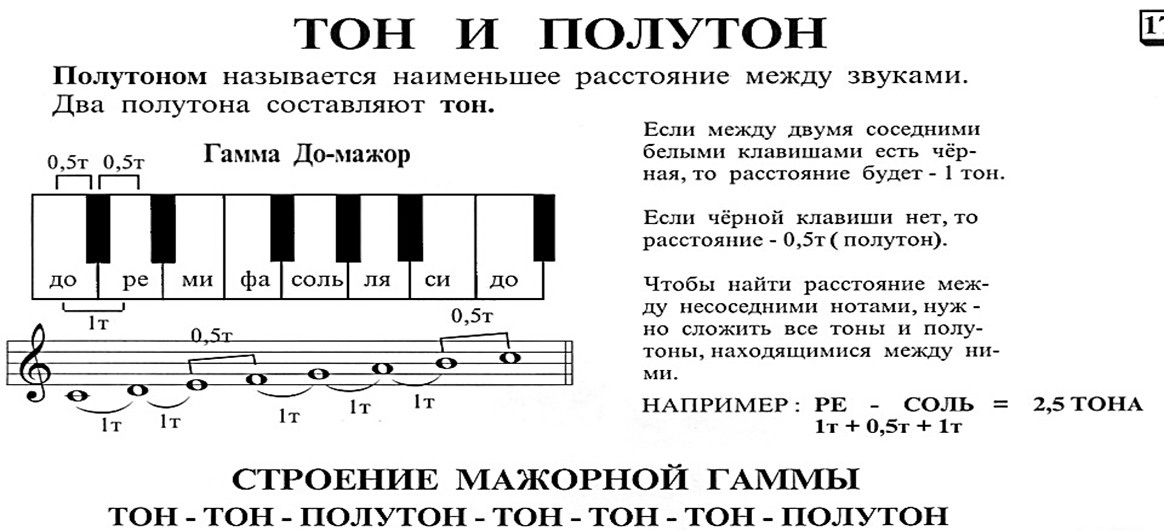 ТОН И ПОЛУТОН
17
Полутоном называется наименьшее расстояние между звуками.
Два полутона составляют тон.
Гамма До-мажор
0,5т 0,5т
до ре ми фа соль ля си до
1т
0,5т
0,5т
1т
1т
1т
1т
1т
Если между двумя соседними
белыми клавишами есть чёр-
ная, то расстояние будет - 1 тон.
Если чёрной клавиши нет, то
расстояние - 0,5т ( полутон).
Чтобы найти расстояние меж-
ду несоседними нотами, нуж -
но сложить все тоны и полу-
тоны, находящимися между ни-
ми.
НАПРИМЕР : РЕ - СОЛЬ = 2,5 ТОНА
1т + 0,5т + 1т
СТРОЕНИЕ МАЖОРНОЙ ГАММЫ
ТОН - ТОН - ПОЛУТОН - ТОН - ТОН - ТОН - ПОЛУТОН